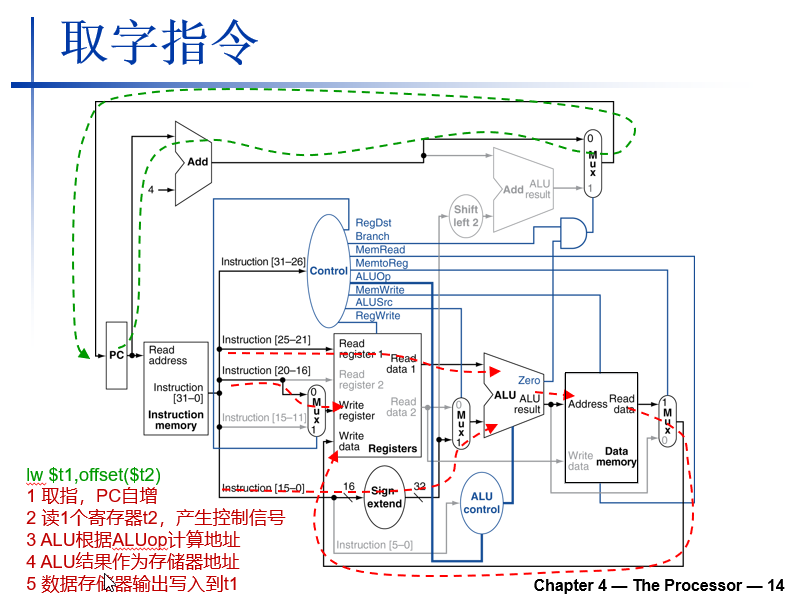 取字指令
Add
4
0
M
u
x
1
Add
ALU
result
Shift
left 2
RegDst
Branch
MemRead
MemtoReg
ALUOp
MemWrite
ALUSrc
RegWrite
Control
Instruction [31–26]
PC
Read
address
Instruction
[31–0]
Instruction
memory
Instruction [25–21]
Instruction [20–16]
Instruction [15–11]
0
M
u
x
1
Read
register 1
Read
data 1
Read
register 2
Write
register
Read
data 2
Write
data
Registers
0
M
u
x
1
Zero
ALU
ALU
result
Address
Read
data
Write
data
Data
memory
1
M
u
x
0
Instruction [15–0]
16
Sign
extend
32
ALU
control
Instruction [5–0]
lw $t1,offset($t2)
1 取指，PC自增
2 读1个寄存器t2，产生控制信号
3 ALU根据ALUop计算地址
4 ALU结果作为存储器地址
5 数据存储器输出写入到t1
Chapter 4 — The Processor — 14